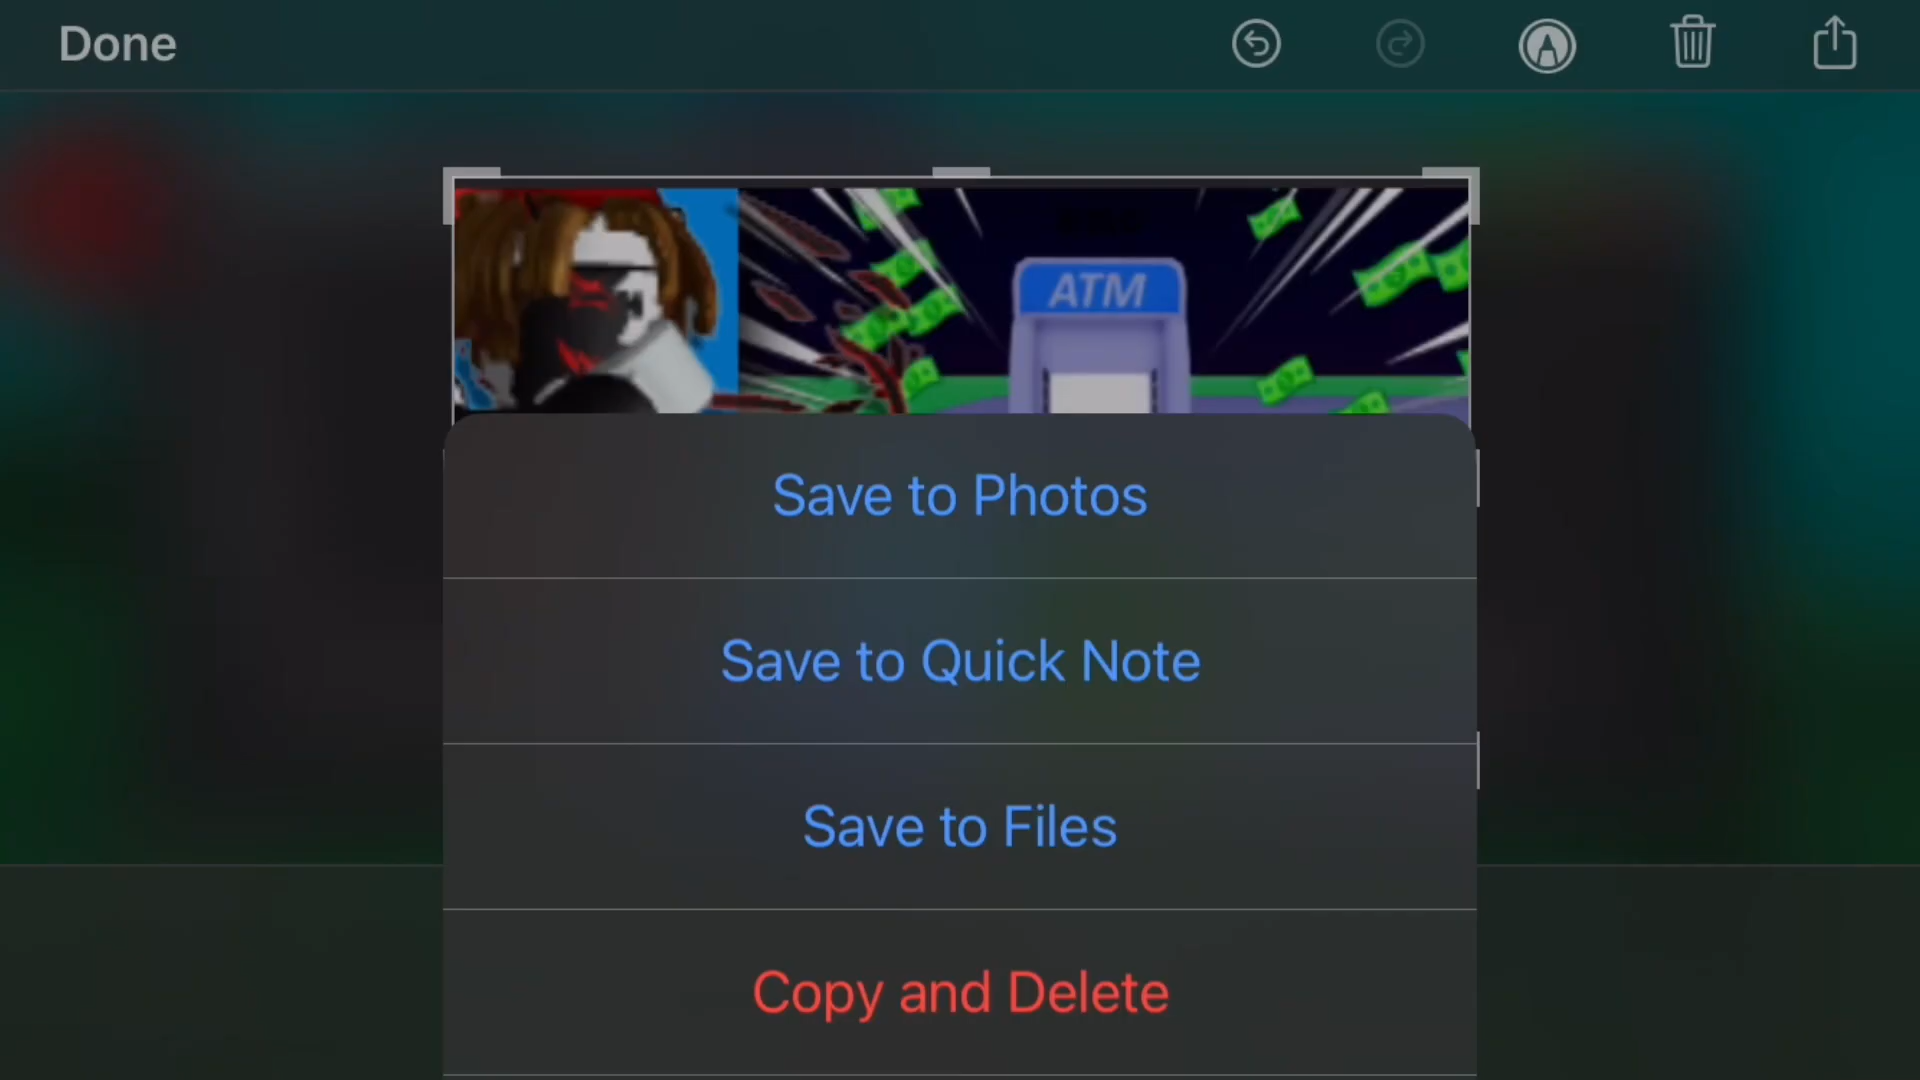 Done
ATM
Save to Photos
Save to Quick Note
Save to Files
Copy and Delete